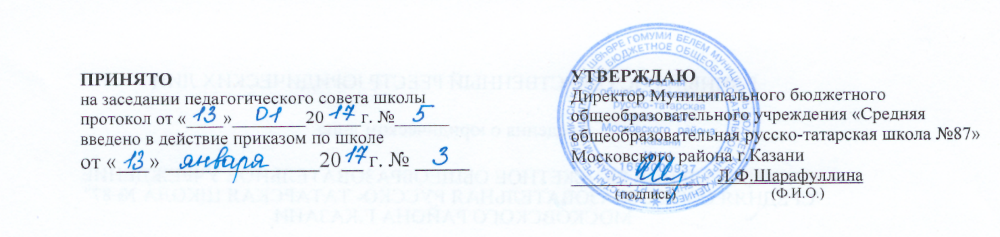 ПРИНЯТО
на заседании педагогического совета школы
протокол от «13» 01 2017 г. № 5
введено в действие приказом по школе
от «13» января 2017 г. № 3
УТВЕРЖДАЮ
Директор Муниципального бюджетного
общеобразовательного учреждения «Средняя
общеобразовательная русско-татарская школа №87»
Московского района г.Казани
Л.Ф.Шарафуллина
(подпись) (Ф.И.О.)